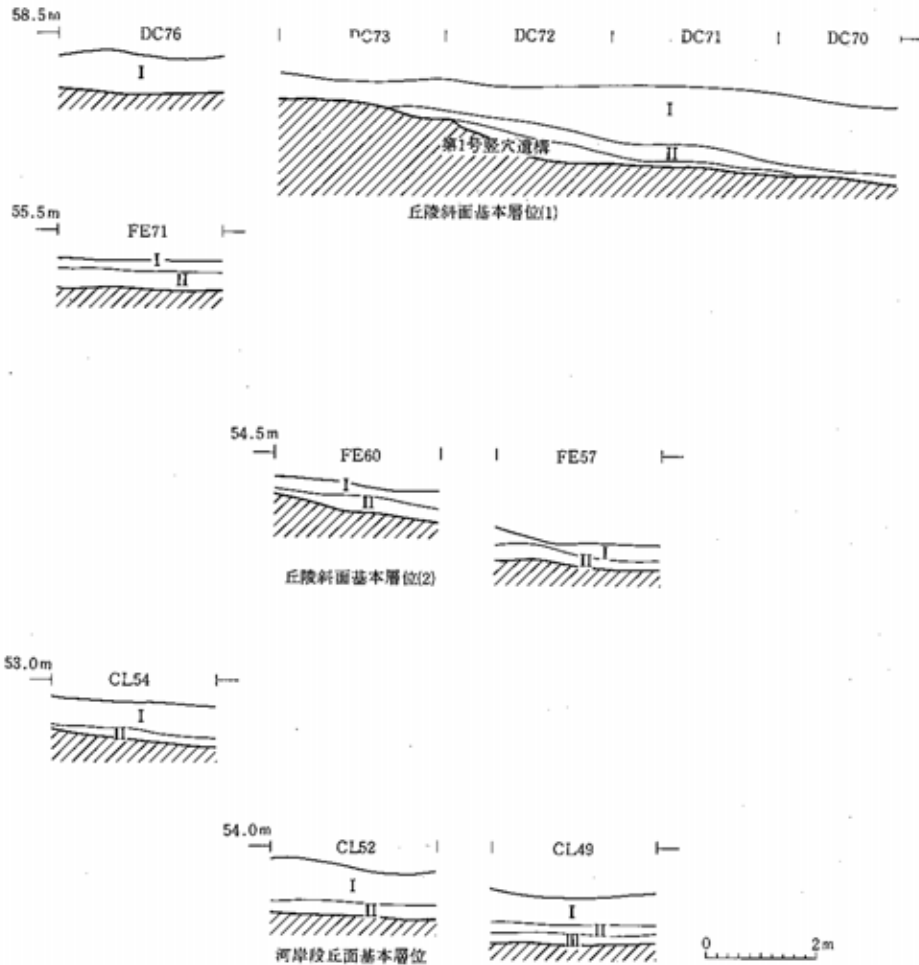 58.5m
DC76 DC73 DC72 DC71 DC70
I
I
II
第1号竪穴遺構
丘陵斜面基本層位(1)
55.5m
FE71
I
II
54.5m
FE60 FE57
I
II
I
II
丘陵斜面基本層位(2)
53.0m
CL54
I
II
54.0m
CL52 CL49
I
II
I
II
III
河岸段丘面基本層位
0 2m